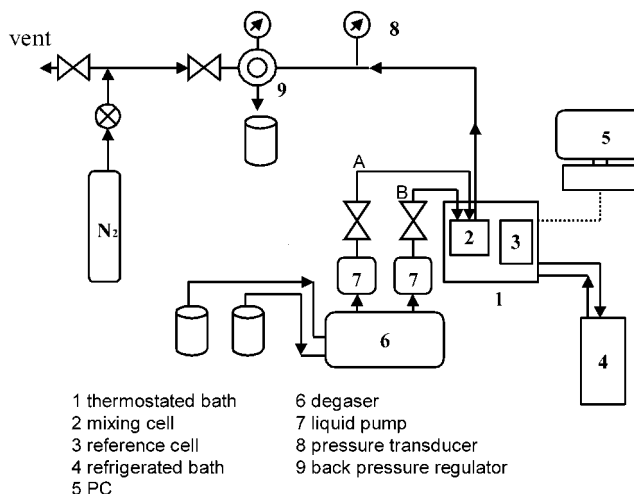 vent
8
9
5
N2
A
B
2
3
7
7
1
6
4
1 thermostated bath
2 mixing cell
3 reference cell
4 refrigerated bath
5 PC
6 degaser
7 liquid pump
8 pressure transducer
9 back pressure regulator